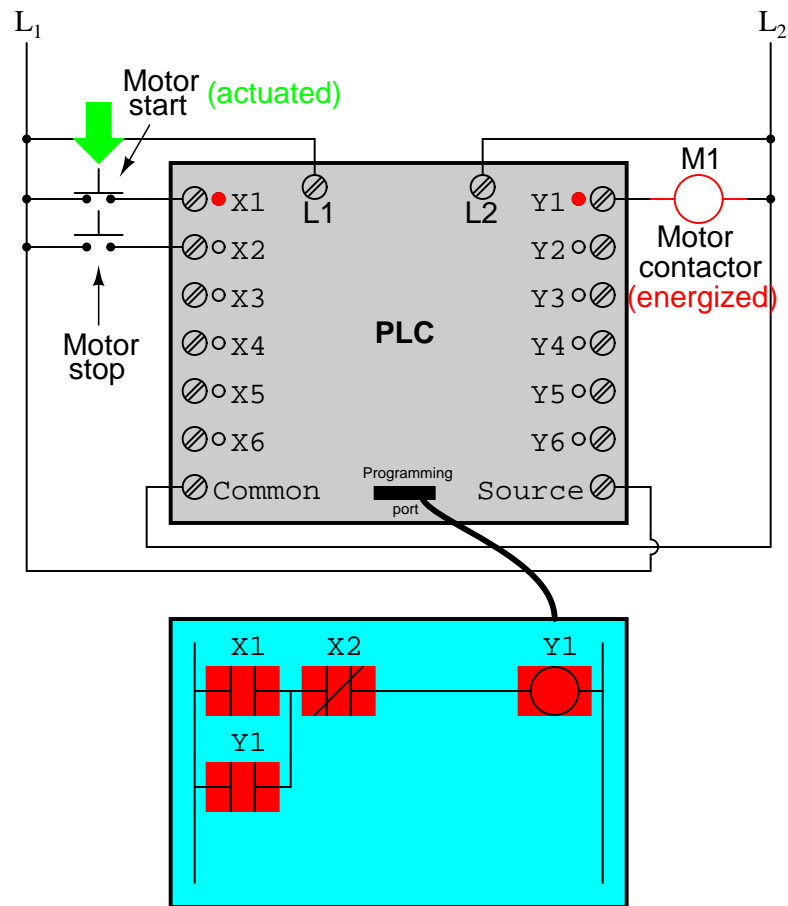 L1 L2
Motor
start (actuated)
M1
X1 L1 L2 Y1
X2 Y2
Motor
contactor
(energized)
X3 Y3
Motor
stop
X4 PLC Y4
X5 Y5
X6 Y6
Common Programming
port Source
X1 X2 Y1
Y1